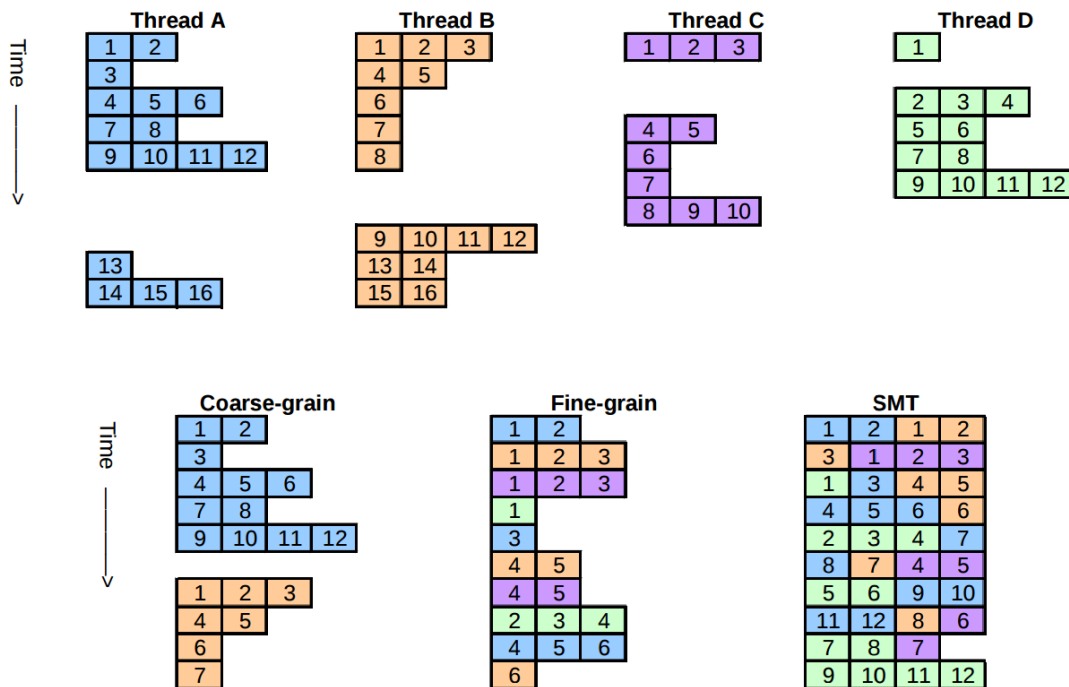 Thread A Thread B Thread C Thread D
Time ————>
1 2 1 2 3 1 2 3 1
3 4 5
4 5 6 6 2 3 4
7 8 7 4 5 5 6
9 10 11 12 8 6 7 8
7 9 10 11 12
8 9 10
9 10 11 12
13 13 14
14 15 16 15 16
Coarse-grain Fine-grain SMT
Time ————>
1 2 1 2 1 2 1 2
3 1 2 3 3 1 2 3
4 5 6 1 2 3 1 3 4 5
7 8 1 4 5 6 6
9 10 11 12 3 2 3 4 7
4 5 8 7 4 5
1 2 3 4 5 5 6 9 10
4 5 2 3 4 11 12 8 6
6 4 5 6 7 8 7
7 6 9 10 11 12